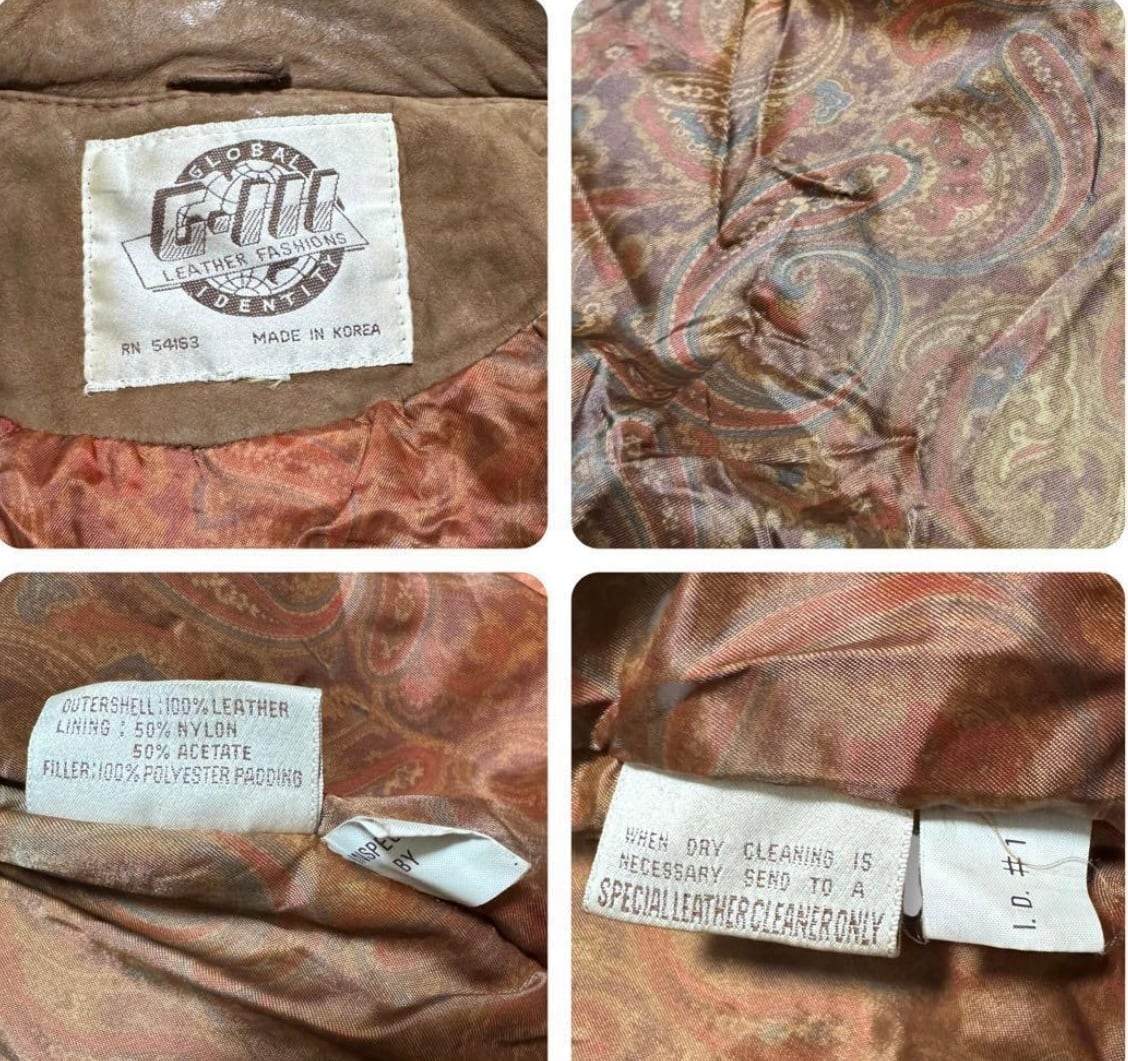 GLOBAL
G-III
LEATHER FASHIONS
IDENTITY
RN 54163 MADE IN KOREA
OUTERSHELL:100% LEATHER
LINING : 50% NYLON
50% ACETATE
FILLER:100% POLYESTER PADDING
BY
WHEN DRY CLEANING IS
NECESSARY SEND TO A
SPECIAL LEATHER CLEANER ONLY
I.D. #1